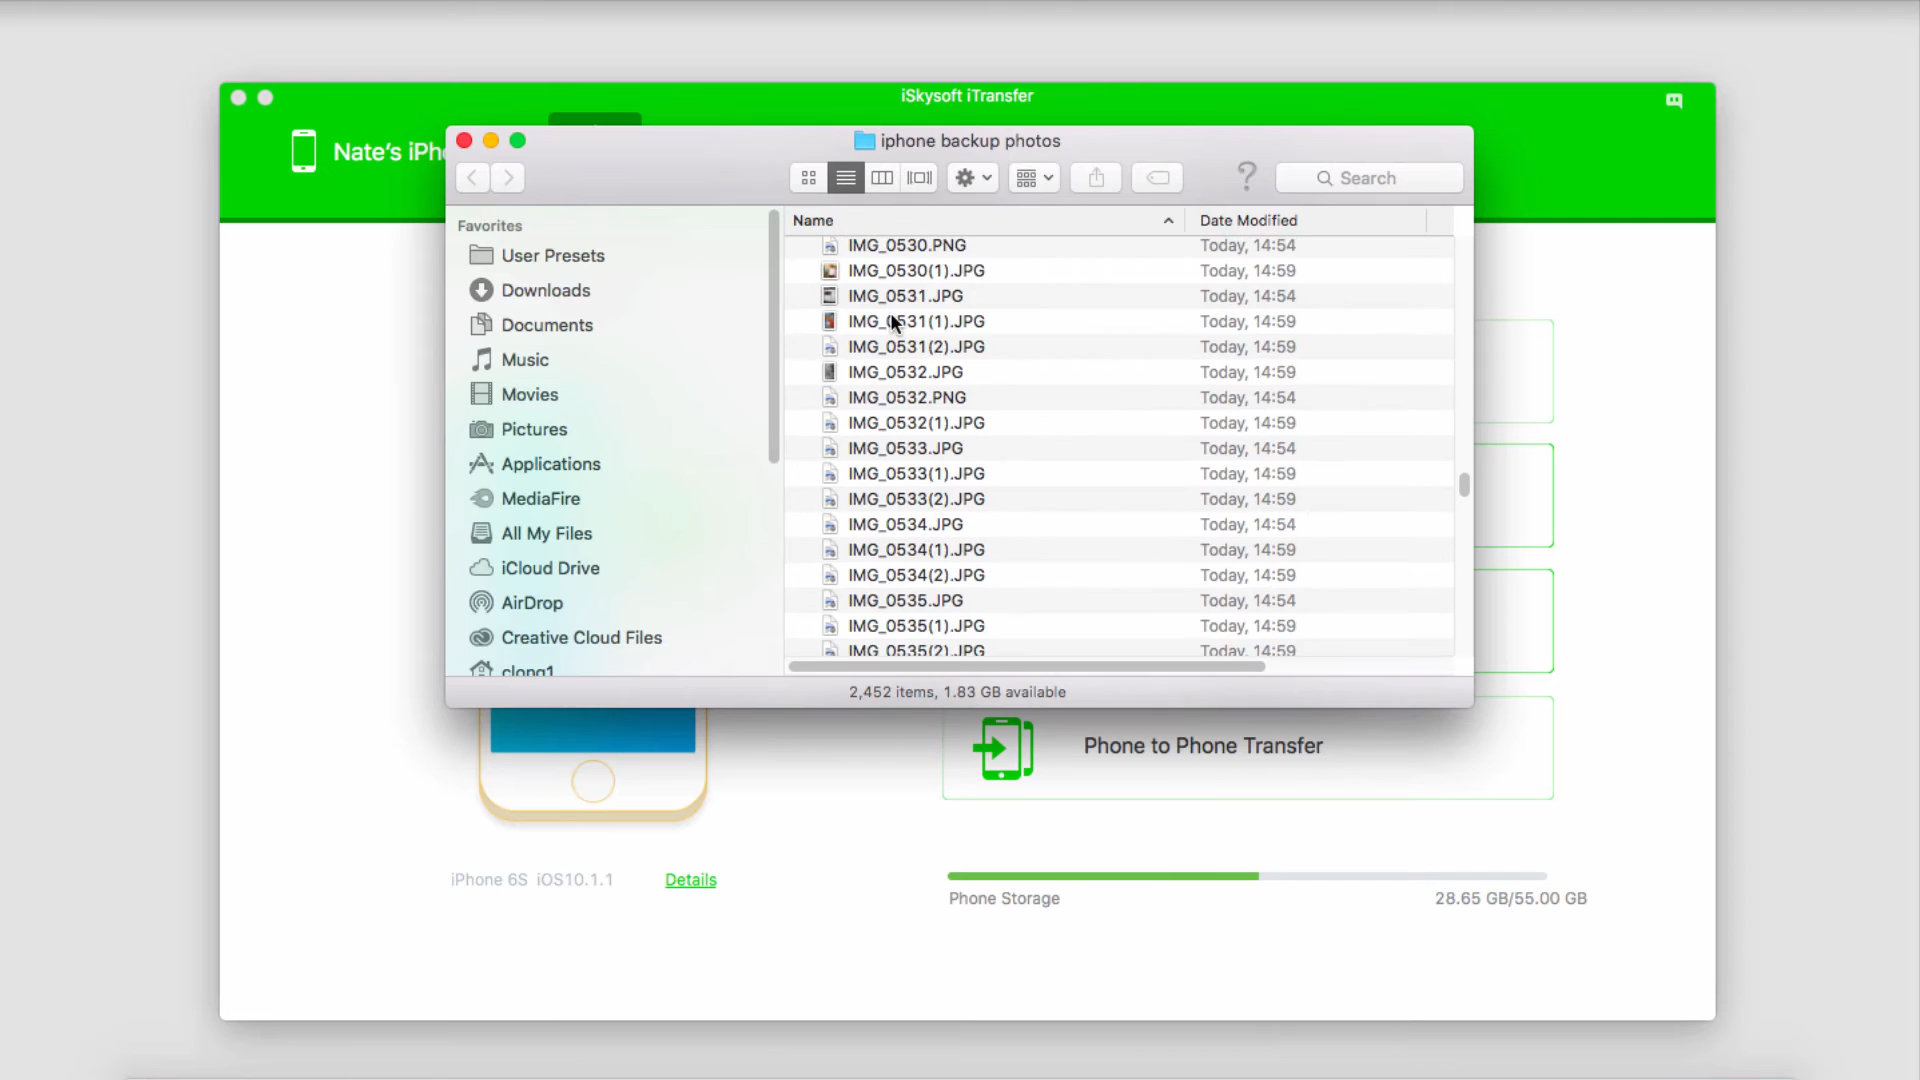 iSkysoft iTransfer
Nate's iPho
iphone backup photos
Search
Favorites
User Presets
Downloads
Documents
Music
Movies
Pictures
Applications
MediaFire
All My Files
iCloud Drive
AirDrop
Creative Cloud Files
clong1
Name Date Modified
IMG_0530.PNG Today, 14:54
IMG_0530(1).JPG Today, 14:59
IMG_0531.JPG Today, 14:54
IMG_0531(1).JPG Today, 14:59
IMG_0531(2).JPG Today, 14:59
IMG_0532.JPG Today, 14:59
IMG_0532.PNG Today, 14:54
IMG_0532(1).JPG Today, 14:59
IMG_0533.JPG Today, 14:54
IMG_0533(1).JPG Today, 14:59
IMG_0533(2).JPG Today, 14:59
IMG_0534.JPG Today, 14:54
IMG_0534(1).JPG Today, 14:59
IMG_0534(2).JPG Today, 14:59
IMG_0535.JPG Today, 14:54
IMG_0535(1).JPG Today, 14:59
IMG_0535(2).JPG Today, 14:59
2,452 items, 1.83 GB available
Phone to Phone Transfer
iPhone 6S iOS10.1.1 Details
Phone Storage 28.65 GB/55.00 GB